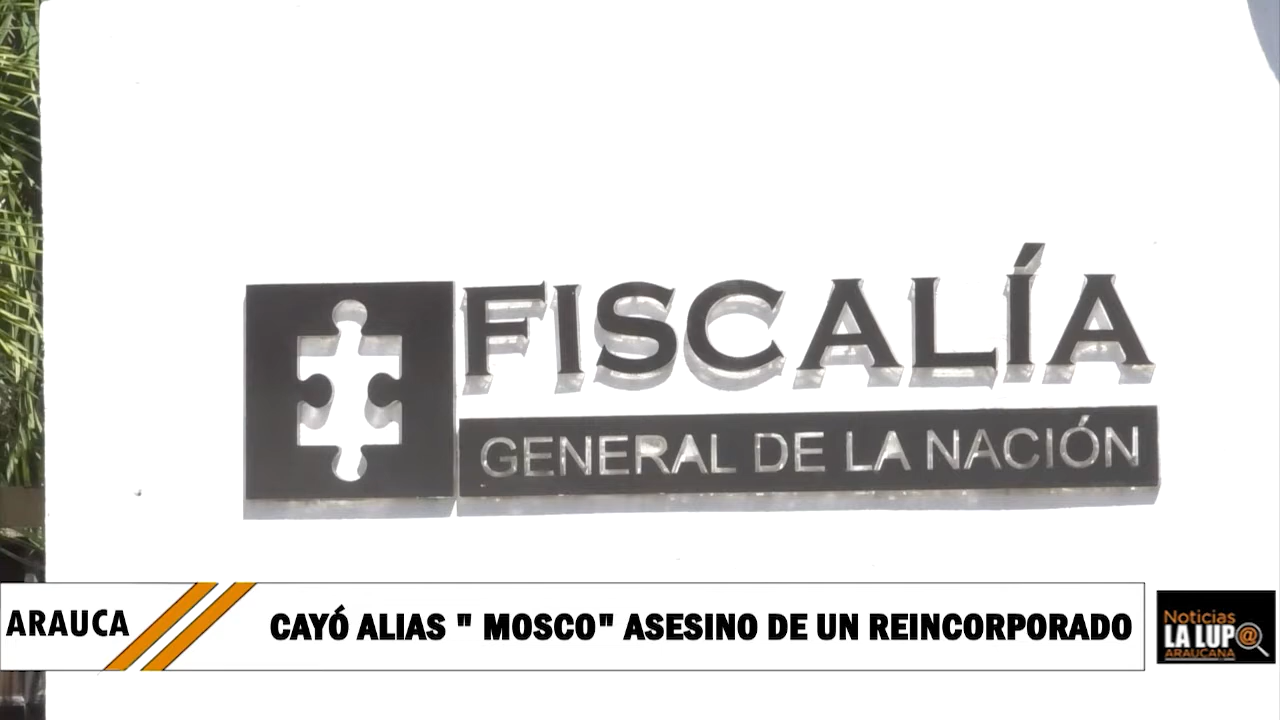 FISCALÍA
GENERAL DE LA NACIÓN
ARAUCA
CAYÓ ALIAS " MOSCO" ASESINO DE UN REINCORPORADO
Noticias
LA LUP@
ARAUCANA